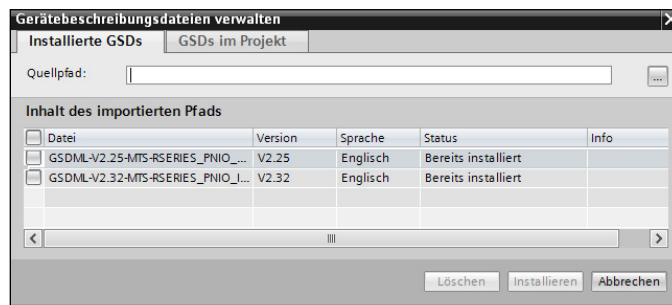 Gerätebeschreibungsdateien verwalten
Installierte GSDs GSDs im Projekt
Quellpfad:
...
Inhalt des importierten Pfads
Datei Version Sprache Status Info
GSDML-V2.25-MTS-RSERIES_PNIO_... V2.25 Englisch Bereits installiert
GSDML-V2.32-MTS-RSERIES_PNIO_I... V2.32 Englisch Bereits installiert
Löschen Installieren Abbrechen